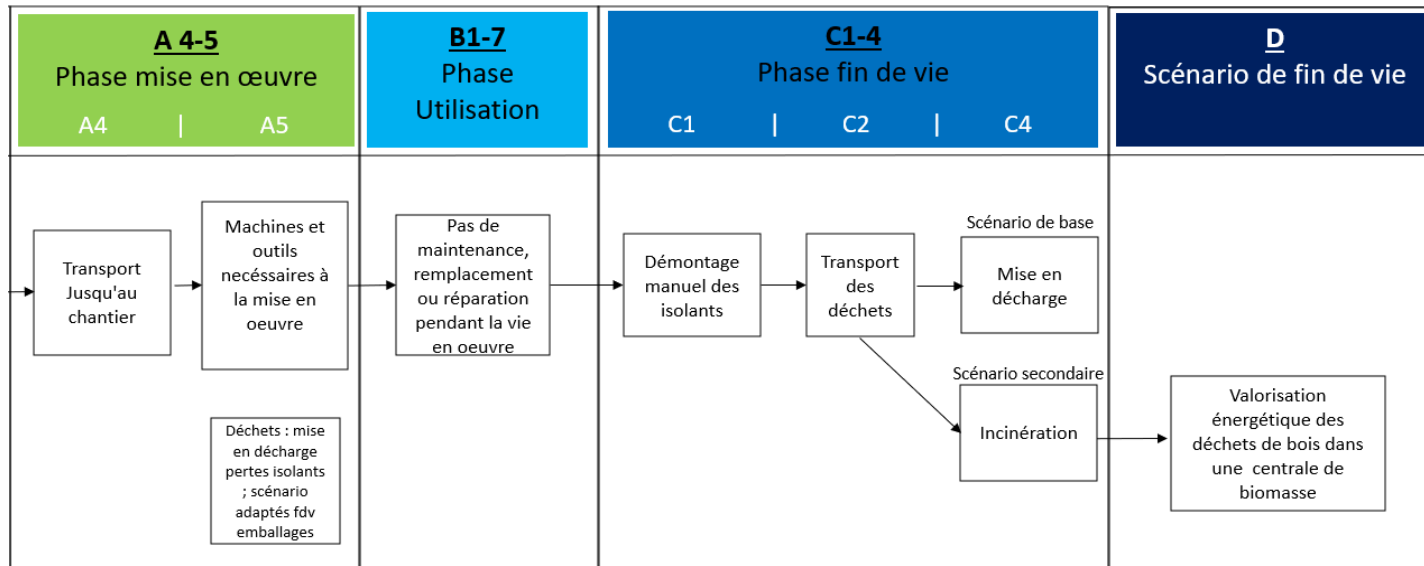 A 4-5
Phase mise en œuvre
A4 | A5
B1-7
Phase
Utilisation
C1-4
Phase fin de vie
C1 | C2 | C4
D
Scénario de fin de vie
Transport
Jusqu'au
chantier
Machines et
outils
necéssaires à
la mise en
oeuvre
Déchets : mise
en décharge
pertes isolants
; scénario
adaptés fdv
emballages
Pas de
maintenance,
remplacement
ou réparation
pendant la vie
en oeuvre
Démontage
manuel des
isolants
Transport
des
déchets
Scénario de base
Mise en
décharge
Scénario secondaire
Incinération
Valorisation
énergétique des
déchets de bois dans
une centrale de
biomasse